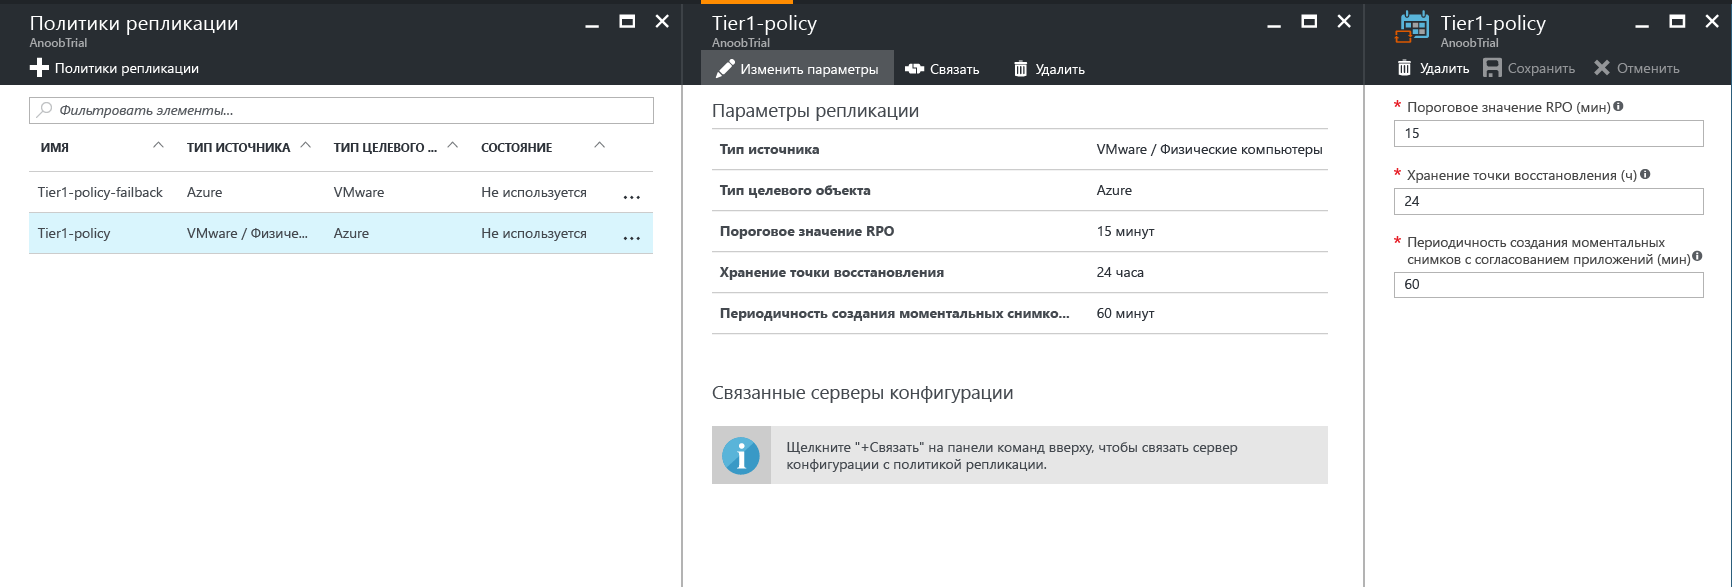 Политики репликации
AnoobTrial
Политики репликации
Фильтровать элементы...
ИМЯ ТИП ИСТОЧНИКА ТИП ЦЕЛЕВОГО ... СОСТОЯНИЕ
Tier1-policy-failback Azure VMware Не используется ...
Tier1-policy VMware / Физиче... Azure Не используется ...
Tier1-policy
AnoobTrial
Изменить параметры Связать Удалить
Параметры репликации
Тип источника VMware / Физические компьютеры
Тип целевого объекта Azure
Пороговое значение RPO 15 минут
Хранение точки восстановления 24 часа
Периодичность создания моментальных снимко... 60 минут
Связанные серверы конфигурации
Щелкните "+Связать" на панели команд вверху, чтобы связать сервер
конфигурации с политикой репликации.
Tier1-policy
AnoobTrial
Удалить Сохранить Отменить
* Пороговое значение RPO (мин)
15
* Хранение точки восстановления (ч)
24
* Периодичность создания моментальных
снимков с согласованием приложений (мин)
60